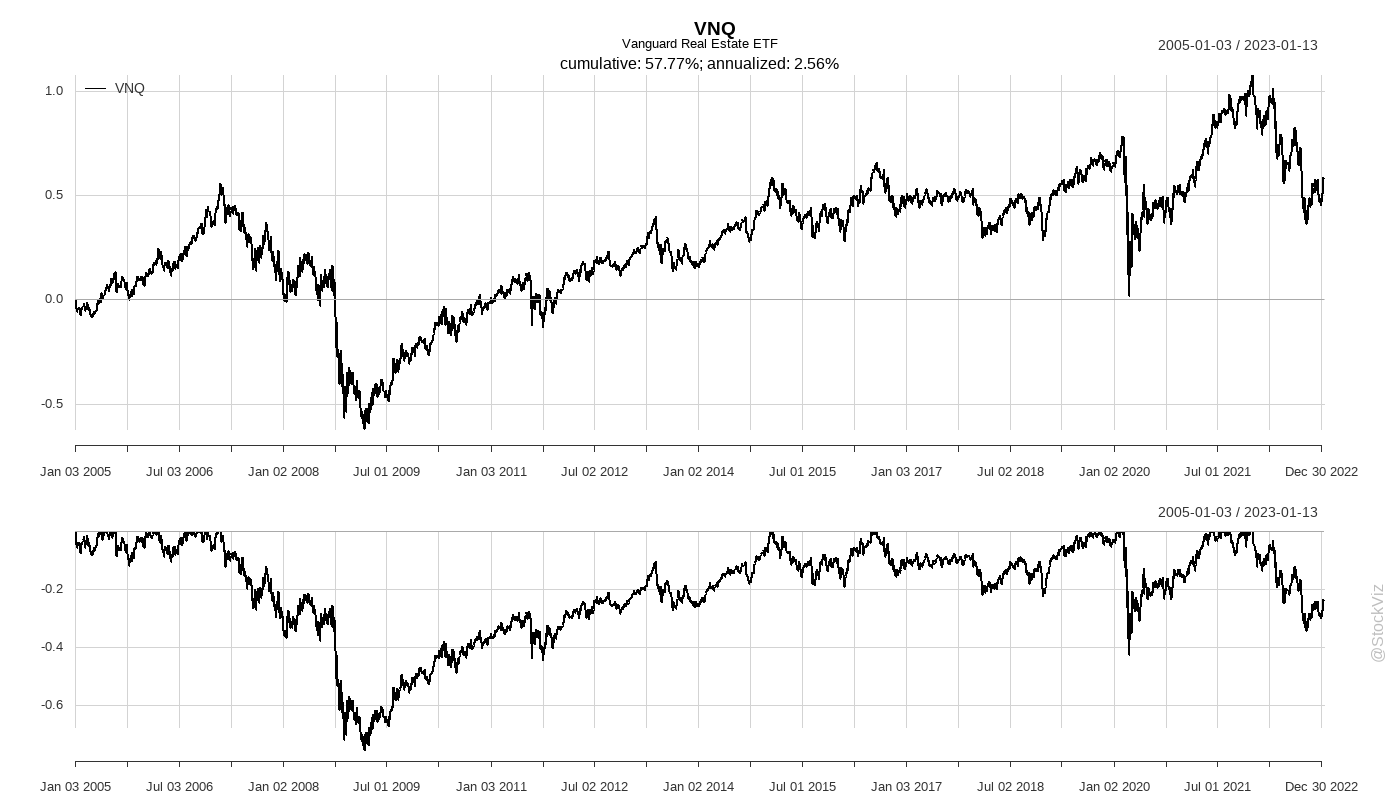 VNQ
Vanguard Real Estate ETF
2005-01-03 / 2023-01-13
cumulative: 57.77%; annualized: 2.56%
VNQ
1.0
0.5
0.0
-0.5
Jan 03 2005 Jul 03 2006 Jan 02 2008 Jul 01 2009 Jan 03 2011 Jul 02 2012 Jan 02 2014 Jul 01 2015 Jan 03 2017 Jul 02 2018 Jan 02 2020 Jul 01 2021 Dec 30 2022
2005-01-03 / 2023-01-13
-0.2
-0.4
-0.6
Jan 03 2005 Jul 03 2006 Jan 02 2008 Jul 01 2009 Jan 03 2011 Jul 02 2012 Jan 02 2014 Jul 01 2015 Jan 03 2017 Jul 02 2018 Jan 02 2020 Jul 01 2021 Dec 30 2022
@StockViz